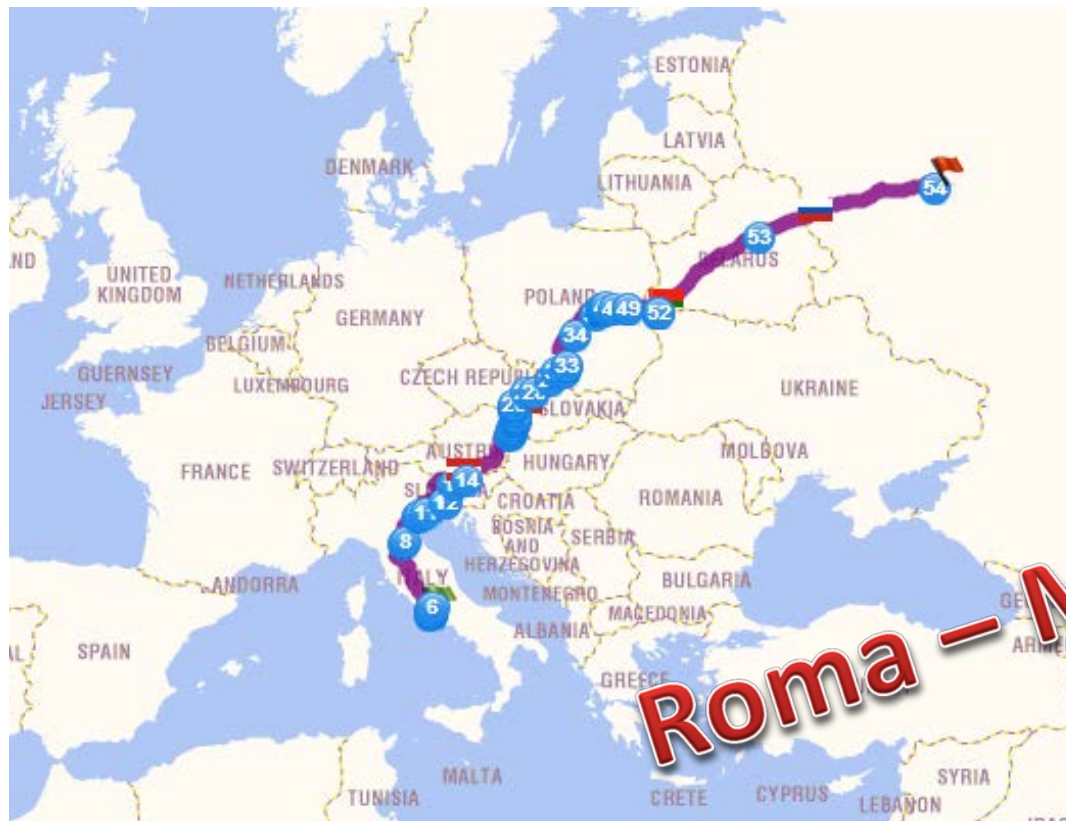 ESTONIA
LATVIA
DENMARK
LITHUANIA
54
53
BELARUS
UNITED
KINGDOM
NETHERLANDS
POLAND
49
52
GERMANY
34
BELGIUM
GUERNSEY
LUXEMBOURG
CZECH
33
JERSEY
UKRAINE
SLOVAKIA
MOLDOVA
FRANCE
SWITZERLAND
HUNGARY
14
12
CROATIA
ROMANIA
8
BOSNIA
AND
HERZEGOVINA
SERBIA
ANDORRA
ITALY
6
MONTENEGRO
BULGARIA
MACEDONIA
SPAIN
ALBANIA
GREECE
Roma –
MALTA
TUNISIA
CRETE
CYPRUS
SYRIA
LEBANON